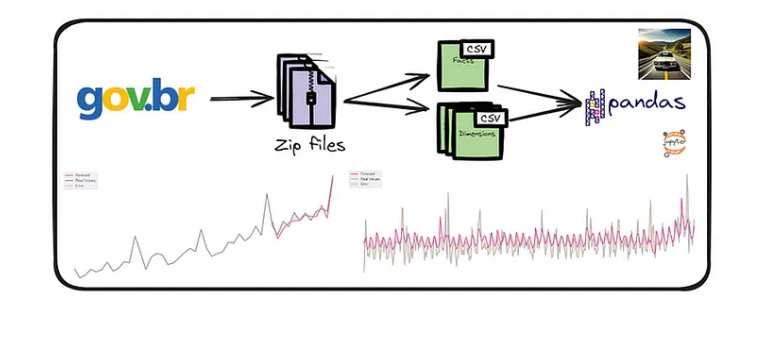 gov.br
Zip files
CSV
Facts
CSV
Dimensions
pandas
jupyter
Forecast
Real Values
Error
Forecast
Real Values
Error